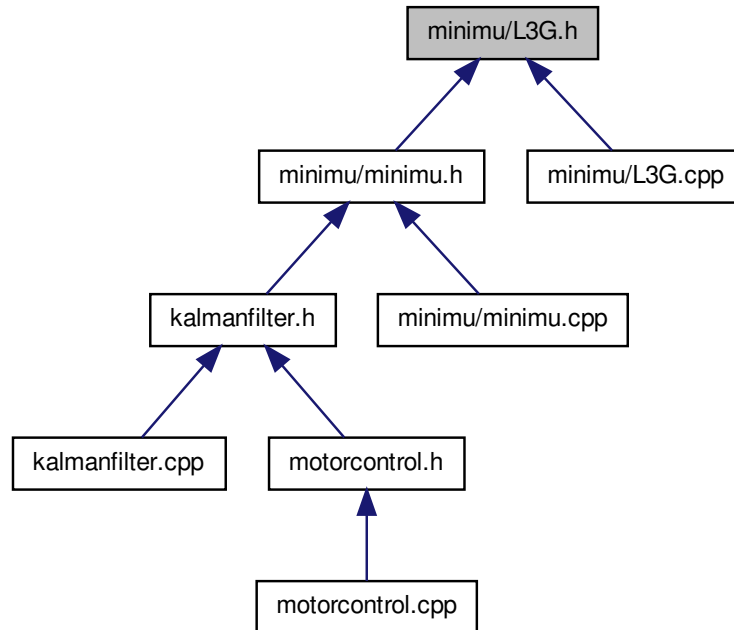 minimu/L3G.h
minimu/minimu.h
minimu/L3G.cpp
kalmanfilter.h
minimu/minimu.cpp
kalmanfilter.cpp
motorcontrol.h
motorcontrol.cpp